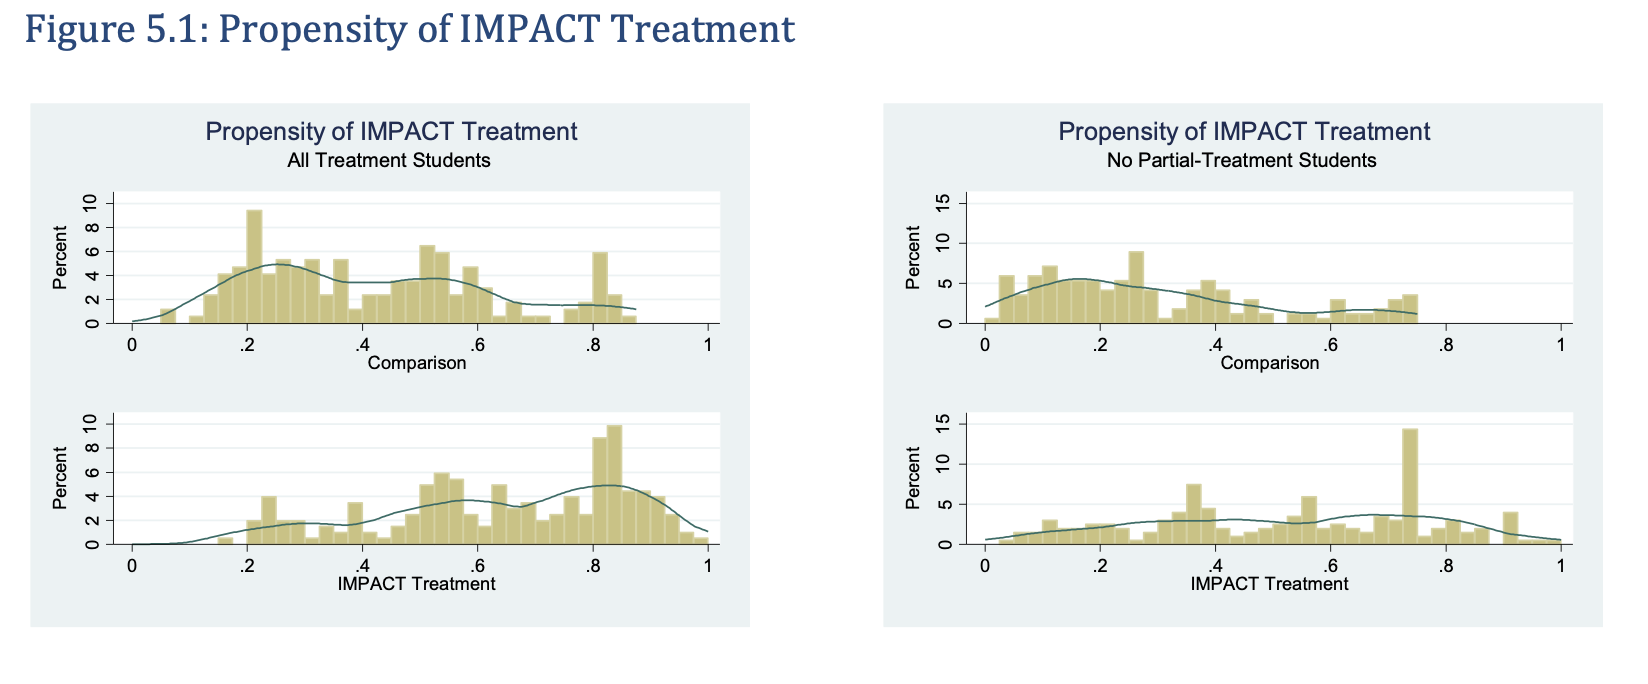 Figure 5.1: Propensity of IMPACT Treatment
Propensity of IMPACT Treatment
All Treatment Students
Percent
0 2 4 6 8 10
0 .2 .4 .6 .8 1
Comparison
Percent
0 2 4 6 8 10
0 .2 .4 .6 .8 1
IMPACT Treatment
Propensity of IMPACT Treatment
No Partial-Treatment Students
Percent
0 5 10 15
0 .2 .4 .6 .8 1
Comparison
Percent
0 5 10 15
0 .2 .4 .6 .8 1
IMPACT Treatment